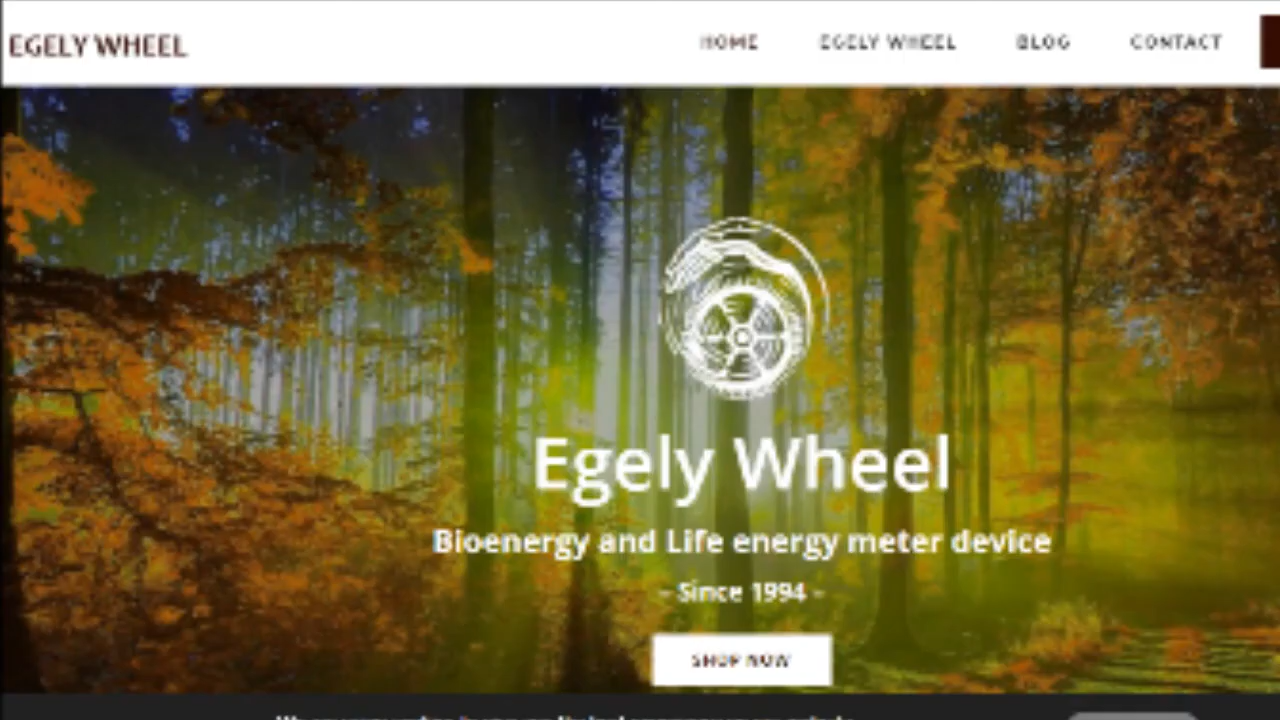 EGELY WHEEL
HOME EGELY WHEEL BLOG CONTACT
Egely Wheel
Bioenergy and Life energy meter device
- Since 1994 -
SHOP NOW